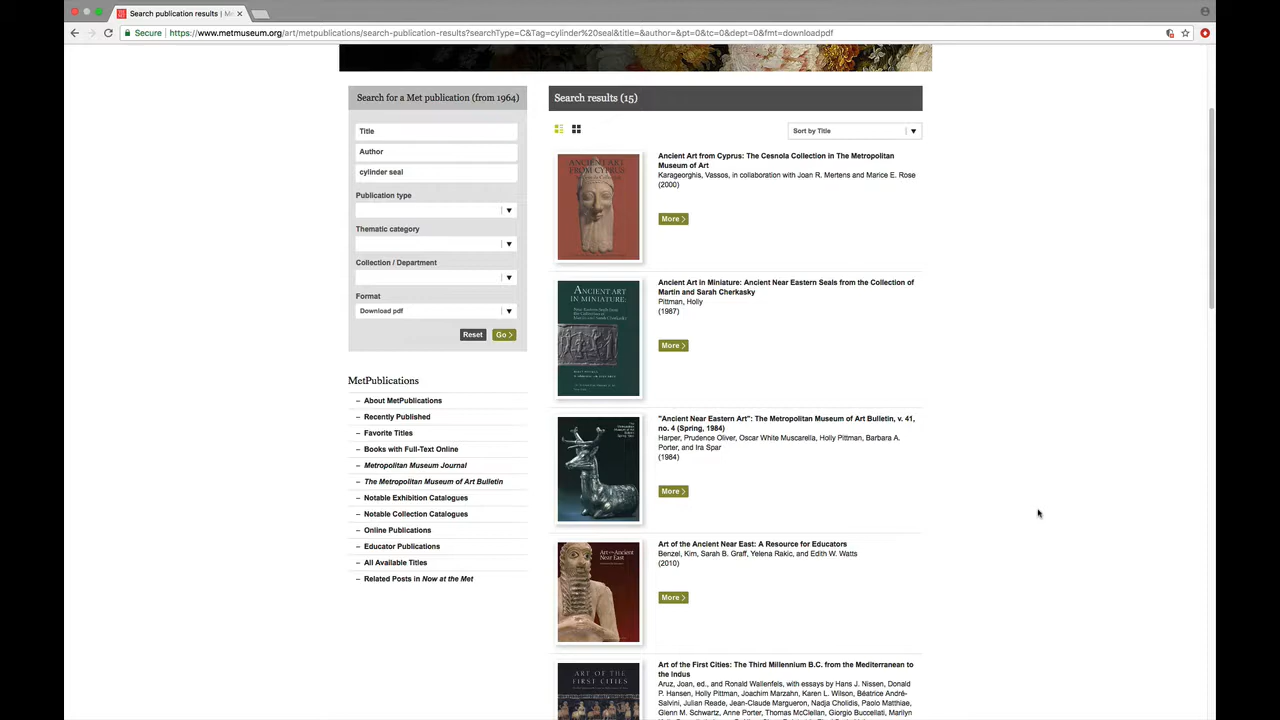 Search publication results | Me
Secure | https://www.metmuseum.org/art/metpublications/search-publication-results?searchType=C&Tag=cylinder%20seal&title=&author=&pt=0&tc=0&dept=0&fmt=downloadpdf
Search for a Met publication (from 1964)
Title
Author
cylinder seal
Publication type
Thematic category
Collection / Department
Format
Download pdf
Reset
Go >
MetPublications
– About MetPublications
– Recently Published
– Favorite Titles
– Books with Full-Text Online
– Metropolitan Museum Journal
– The Metropolitan Museum of Art Bulletin
– Notable Exhibition Catalogues
– Notable Collection Catalogues
– Online Publications
– Educator Publications
– All Available Titles
– Related Posts in Now at the Met
Search results (15)
Sort by Title
ANCIENT ART
FROM CYPRUS
Ancient Art from Cyprus: The Cesnola Collection in The Metropolitan
Museum of Art
Karageorghis, Vassos, in collaboration with Joan R. Mertens and Marice E. Rose
(2000)
More >
ANCIENT ART
IN MINIATURE:
Ancient Art in Miniature: Ancient Near Eastern Seals from the Collection of
Martin and Sarah Cherkasky
Pittman, Holly
(1987)
More >
"Ancient Near Eastern Art": The Metropolitan Museum of Art Bulletin, v. 41,
no. 4 (Spring, 1984)
Harper, Prudence Oliver, Oscar White Muscarella, Holly Pittman, Barbara A.
Porter, and Ira Spar
(1984)
More >
Art of the Ancient
Near East
Art of the Ancient Near East: A Resource for Educators
Benzel, Kim, Sarah B. Graff, Yelena Rakic, and Edith W. Watts
(2010)
More >
ART OF THE
FIRST CITIES
Art of the First Cities: The Third Millennium B.C. from the Mediterranean to
the Indus
Aruz, Joan, ed., and Ronald Wallenfels, with essays by Hans J. Nissen, Donald
P. Hansen, Holly Pittman, Joachim Marzahn, Karen L. Wilson, Béatrice André-
Salvini, Julian Reade, Jean-Claude Margueron, Nadja Cholidis, Paolo Matthiae,
Glenn M. Schwartz, Anne Porter, Thomas McClellan, Giorgio Buccellati, Marilyn